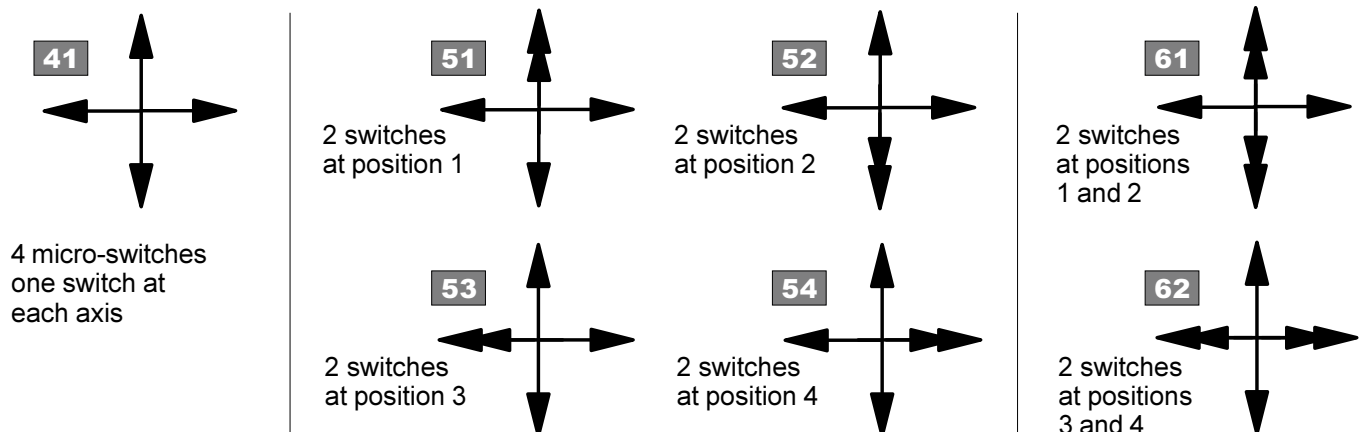 41
4 micro-switches
one switch at
each axis
51
2 switches
at position 1
52
2 switches
at position 2
53
2 switches
at position 3
54
2 switches
at position 4
61
2 switches
at positions
1 and 2
62
2 switches
at positions
3 and 4